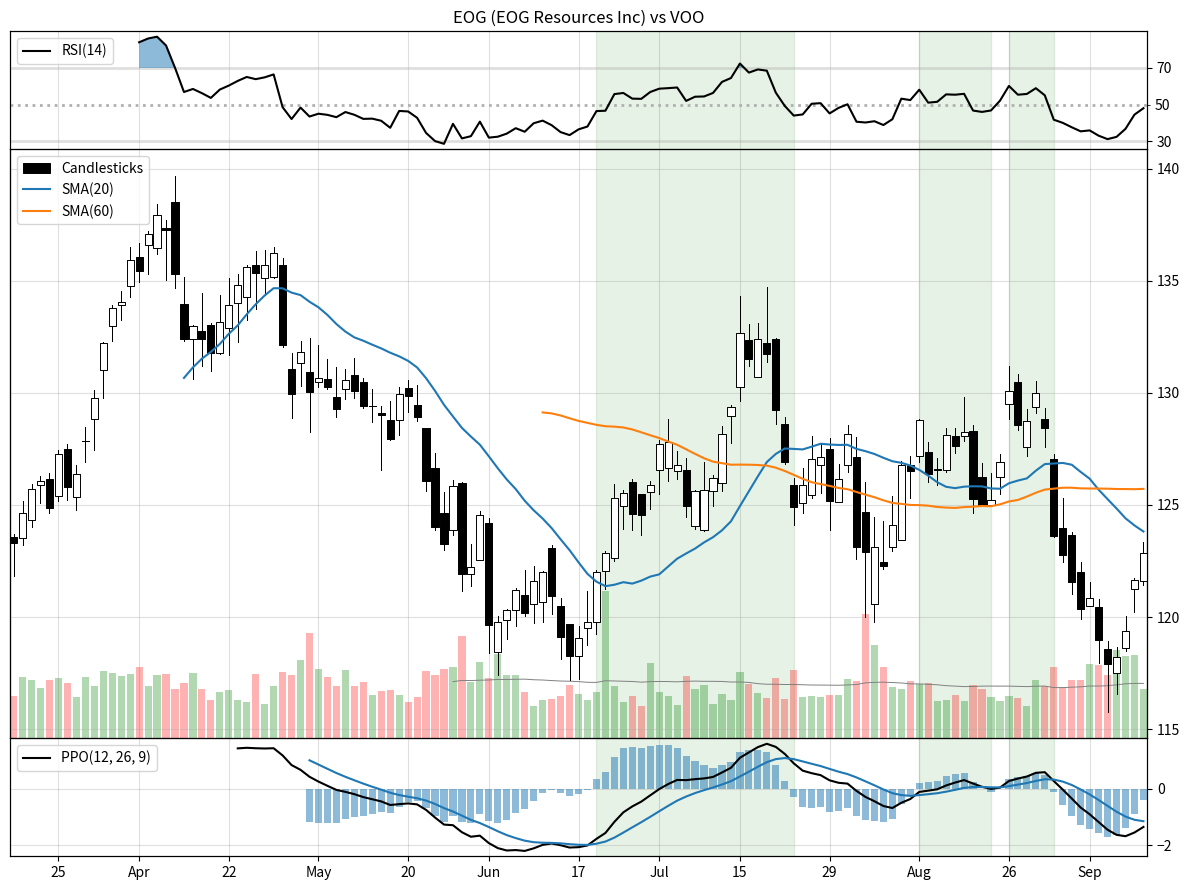 EOG (EOG Resources Inc) vs VOO
RSI(14)
70
50
30
Candlesticks
SMA(20)
SMA(60)
140
135
130
125
120
115
PPO(12, 26, 9)
0
−2
25 Apr 22 May 20 Jun 17 Jul 15 29 Aug 26 Sep